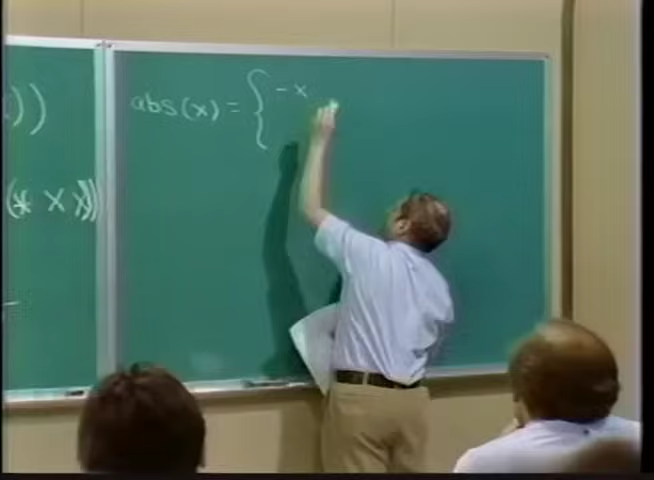 ))
(* x x)))
abs(x) = { -x